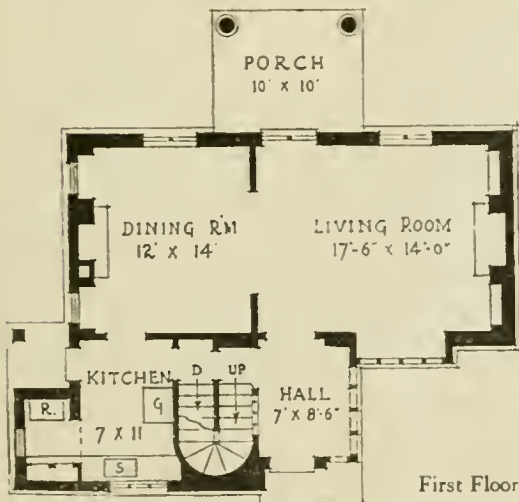 PORCH
10' X 10'
DINING R'M
12' X 14'
LIVING ROOM
17'-6" X 14'-0"
KITCHEN
D
UP
HALL
7' X 8'-6"
R.
G
7 X 11
S
First Floor